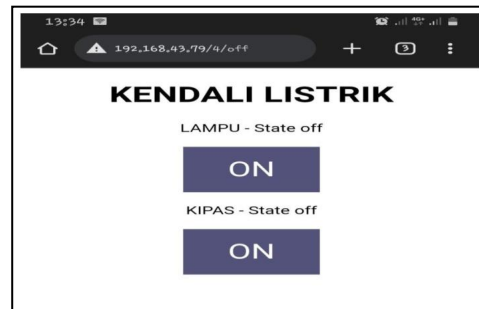 13:34
4G+
192.168.43.79/4/off
3
KENDALI LISTRIK
LAMPU - State off
ON
KIPAS - State off
ON